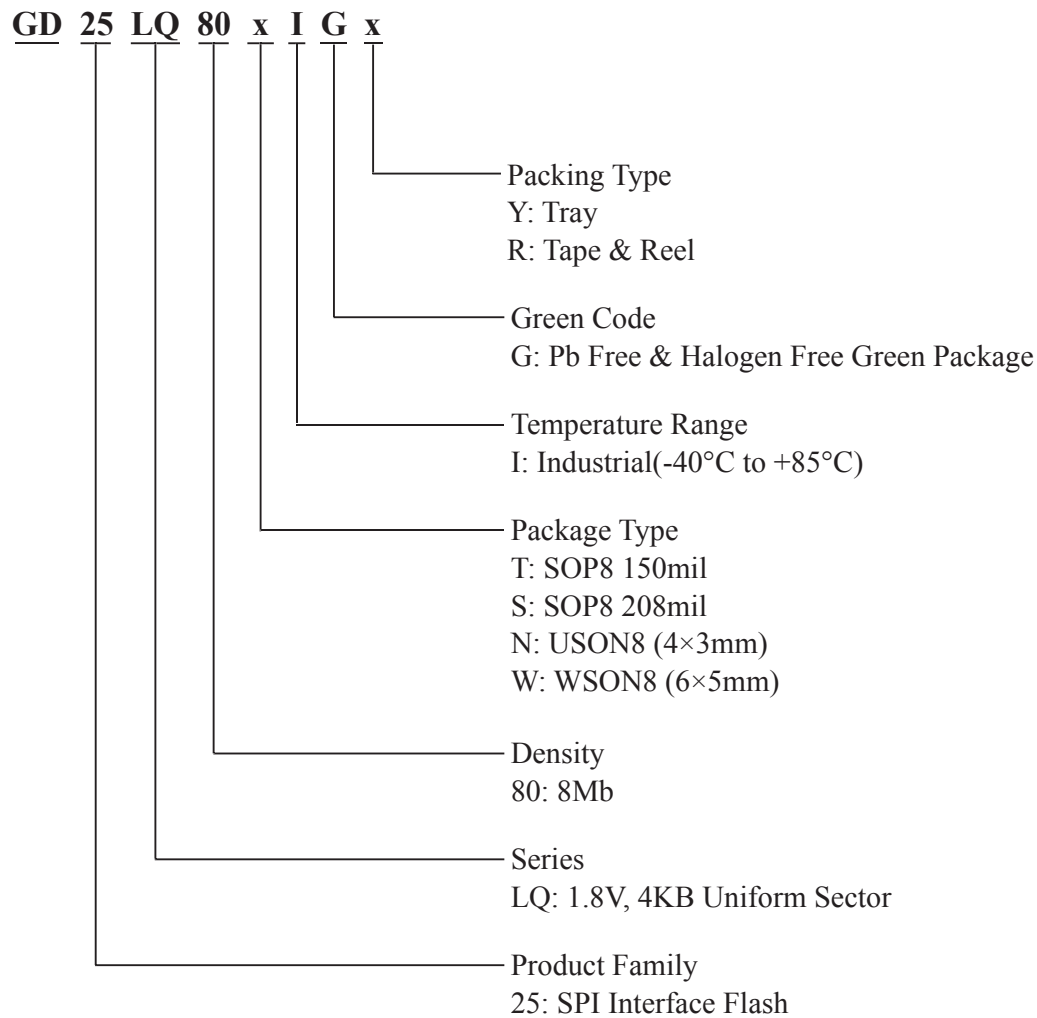 GD 25 LQ 80 x I G x
Packing Type
Y: Tray
R: Tape & Reel
Green Code
G: Pb Free & Halogen Free Green Package
Temperature Range
I: Industrial(-40°C to +85°C)
Package Type
T: SOP8 150mil
S: SOP8 208mil
N: USON8 (4×3mm)
W: WSON8 (6×5mm)
Density
80: 8Mb
Series
LQ: 1.8V, 4KB Uniform Sector
Product Family
25: SPI Interface Flash